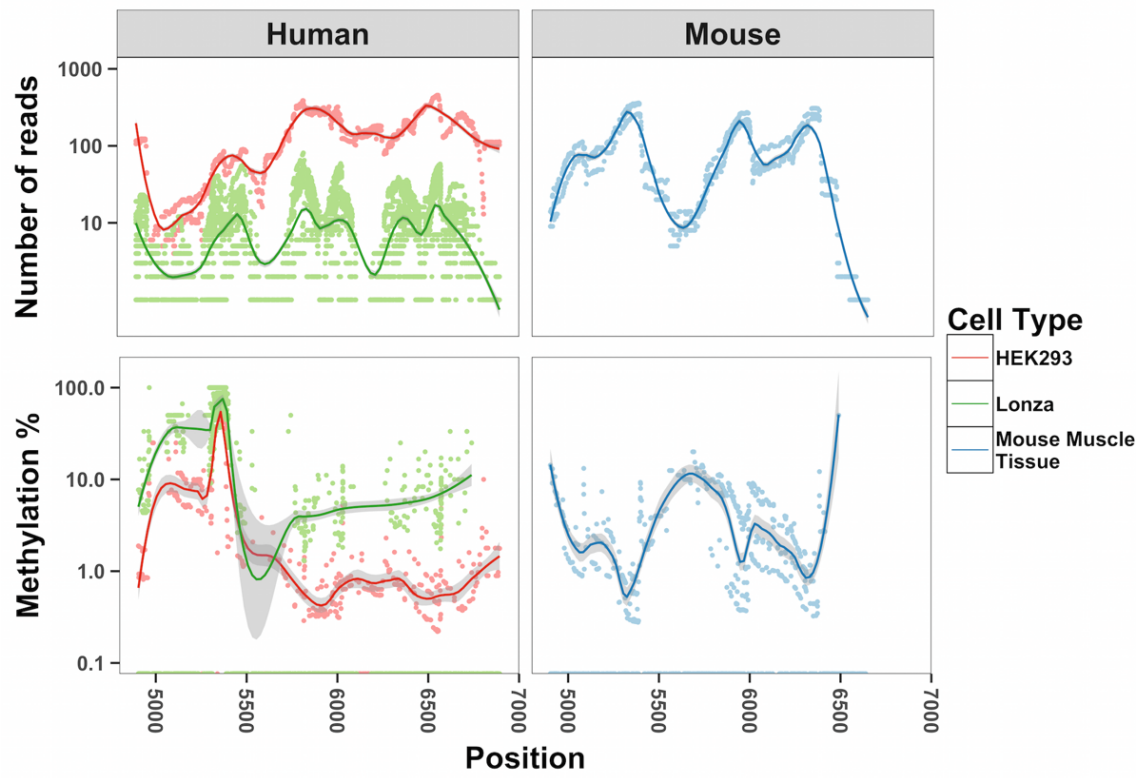 Human
Mouse
Number of reads
1000
100
10
Methylation %
100.0
10.0
1.0
0.1
5000
5500
6000
6500
7000
5000
5500
6000
6500
7000
Position
Cell Type
HEK293
Lonza
Mouse Muscle
Tissue